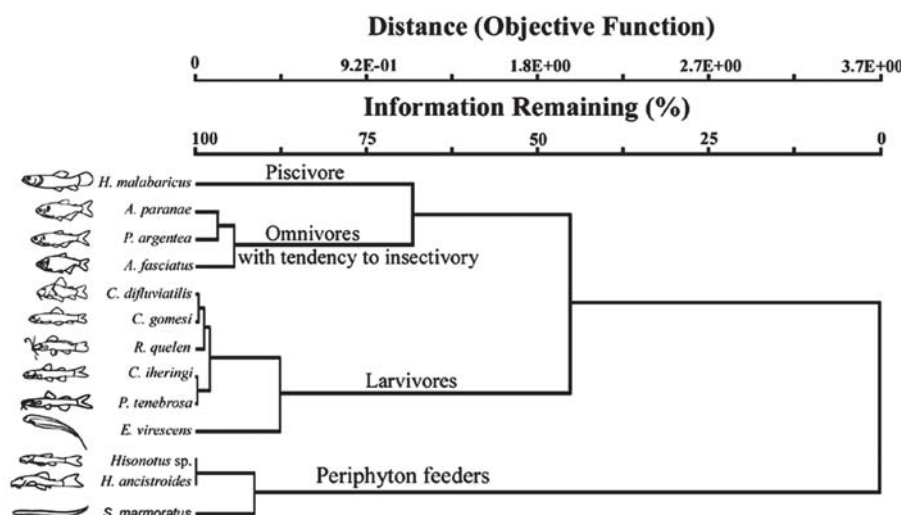 Distance (Objective Function)
0 9.2E-01 1.8E+00 2.7E+00 3.7E+00
Information Remaining (%)
100 75 50 25 0
Piscivore
H. malabaricus
A. paranae
P. argentea
Omnivores
with tendency to insectivory
A. fasciatus
C. difluviatilis
C. gomesi
R. quelen
C. iheringi
Larvivores
P. tenebrosa
E. virescens
Hisonotus sp.
Periphyton feeders
H. ancistroides
S. marmoratus